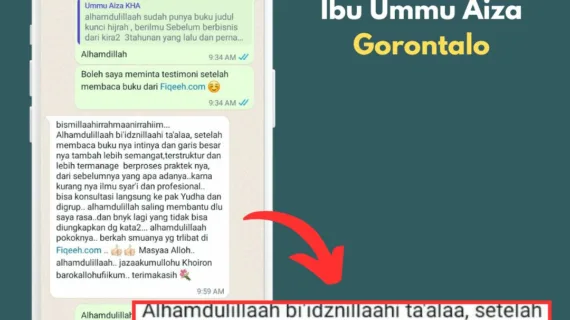 Ummu Aiza KHA
alhamdulillaah sudah punya buku judul
kunci hijrah , berilmu Sebelum berbisnis
dari kira2 3tahunan yang lalu dan perna...
Alhamdillah
9:34 AM
Boleh saya meminta testimoni setelah
membaca buku dari Fiqeeh.com ☺️
9:34 AM
bismillaahirrahmaanirrahiim...
Alhamdulillaah bi'idznillaahi ta'alaa, setelah
membaca buku nya intinya dan garis besar
nya tambah lebih semangat,terstruktur dan
lebih termanage berproses praktek nya,
dari sebelumnya yang apa adanya..karna
kurang nya ilmu syar'i dan profesional..
bisa konsultasi langsung ke pak Yudha dan
digrup.. alhamdulillah saling membantu dlu
saya rasa..dan bnyk lagi yang tidak bisa
diungkapkan dg kata2... alhamdulillaah
pokoknya.. berkah smuanya yg trlibat di
Fiqeeh.com .. 👍🏻👍🏻 Masyaa Alloh..
alhamdulillaah.. jazaakumullohu Khoiron
barokallohufiikum.. terimakasih 🌹
9:59 AM
Ibu Ummu Aiza
Gorontalo
Alhamdulillaah bi'idznillaahi ta'alaa, setelah